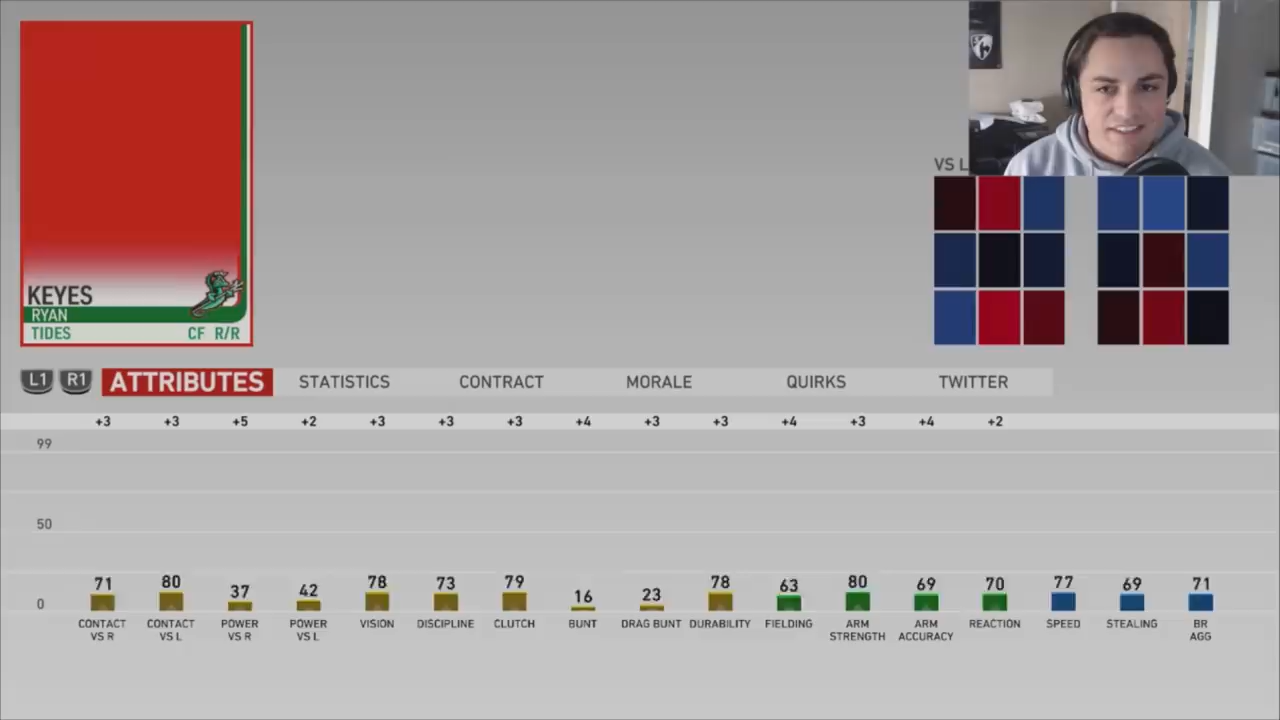 VS L
KEYES
RYAN
TIDES CF R/R
L1 R1 ATTRIBUTES STATISTICS CONTRACT MORALE QUIRKS TWITTER
+3 +3 +5 +2 +3 +3 +3 +4 +3 +3 +4 +3 +4 +2
99
50
0
71 80 37 42 78 73 79 16 23 78 63 80 69 70 77 69 71
CONTACT VS R
CONTACT VS L
POWER VS R
POWER VS L
VISION
DISCIPLINE
CLUTCH
BUNT
DRAG BUNT
DURABILITY
FIELDING
ARM STRENGTH
ARM ACCURACY
REACTION
SPEED
STEALING
BR AGG